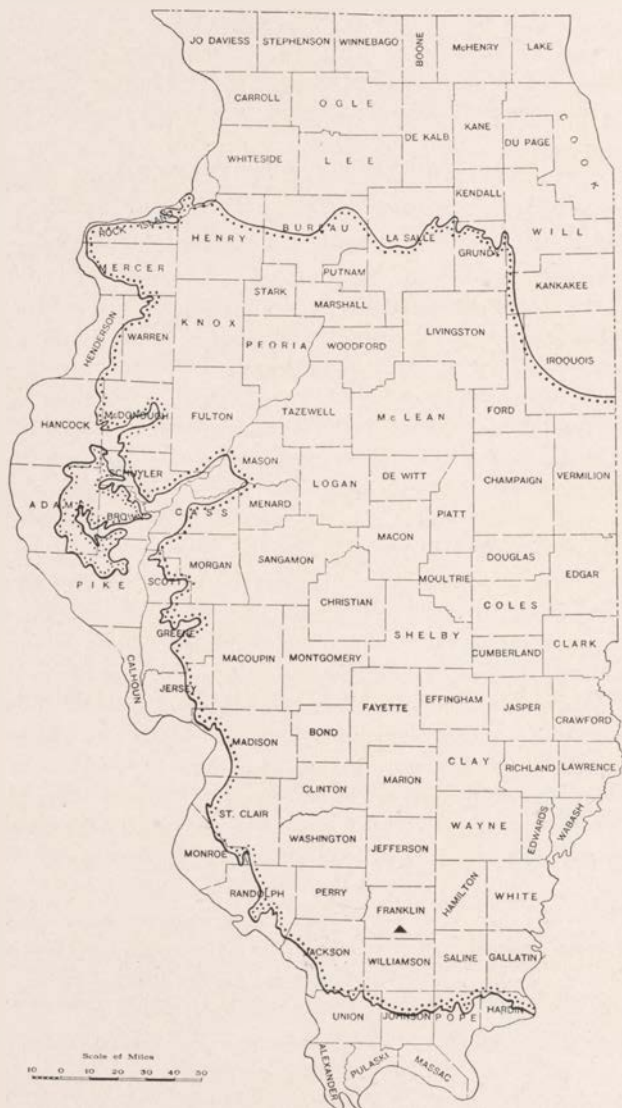 JO DAVIESS STEPHENSON WINNEBAGO BOONE McHENRY LAKE
CARROLL OGLE DE KALB KANE COOK
WHITESIDE LEE DU PAGE
KENDALL
ROCK ISLAND HENRY BUREAU LA SALLE GRUNDY WILL
MERCER PUTNAM KANKAKEE
HENDERSON WARREN KNOX STARK MARSHALL LIVINGSTON
PEORIA WOODFORD IROQUOIS
HANCOCK McDONOUGH FULTON TAZEWELL McLEAN FORD
SCHUYLER MASON LOGAN DE WITT CHAMPAIGN VERMILION
ADAMS BROWN CASS MENARD PIATT
MACON
PIKE SCOTT MORGAN SANGAMON MOULTRIE DOUGLAS EDGAR
CHRISTIAN COLES
GREENE SHELBY CLARK
CALHOUN MACOUPIN MONTGOMERY CUMBERLAND
JERSEY FAYETTE EFFINGHAM JASPER CRAWFORD
MADISON BOND
CLAY RICHLAND LAWRENCE
CLINTON MARION
ST. CLAIR WAYNE EDWARDS WABASH
WASHINGTON JEFFERSON
MONROE
RANDOLPH PERRY HAMILTON WHITE
FRANKLIN
JACKSON WILLIAMSON SALINE GALLATIN
UNION JOHNSON POPE HARDIN
ALEXANDER PULASKI MASSAC
Scale of Miles
10 0 10 20 30 40 50